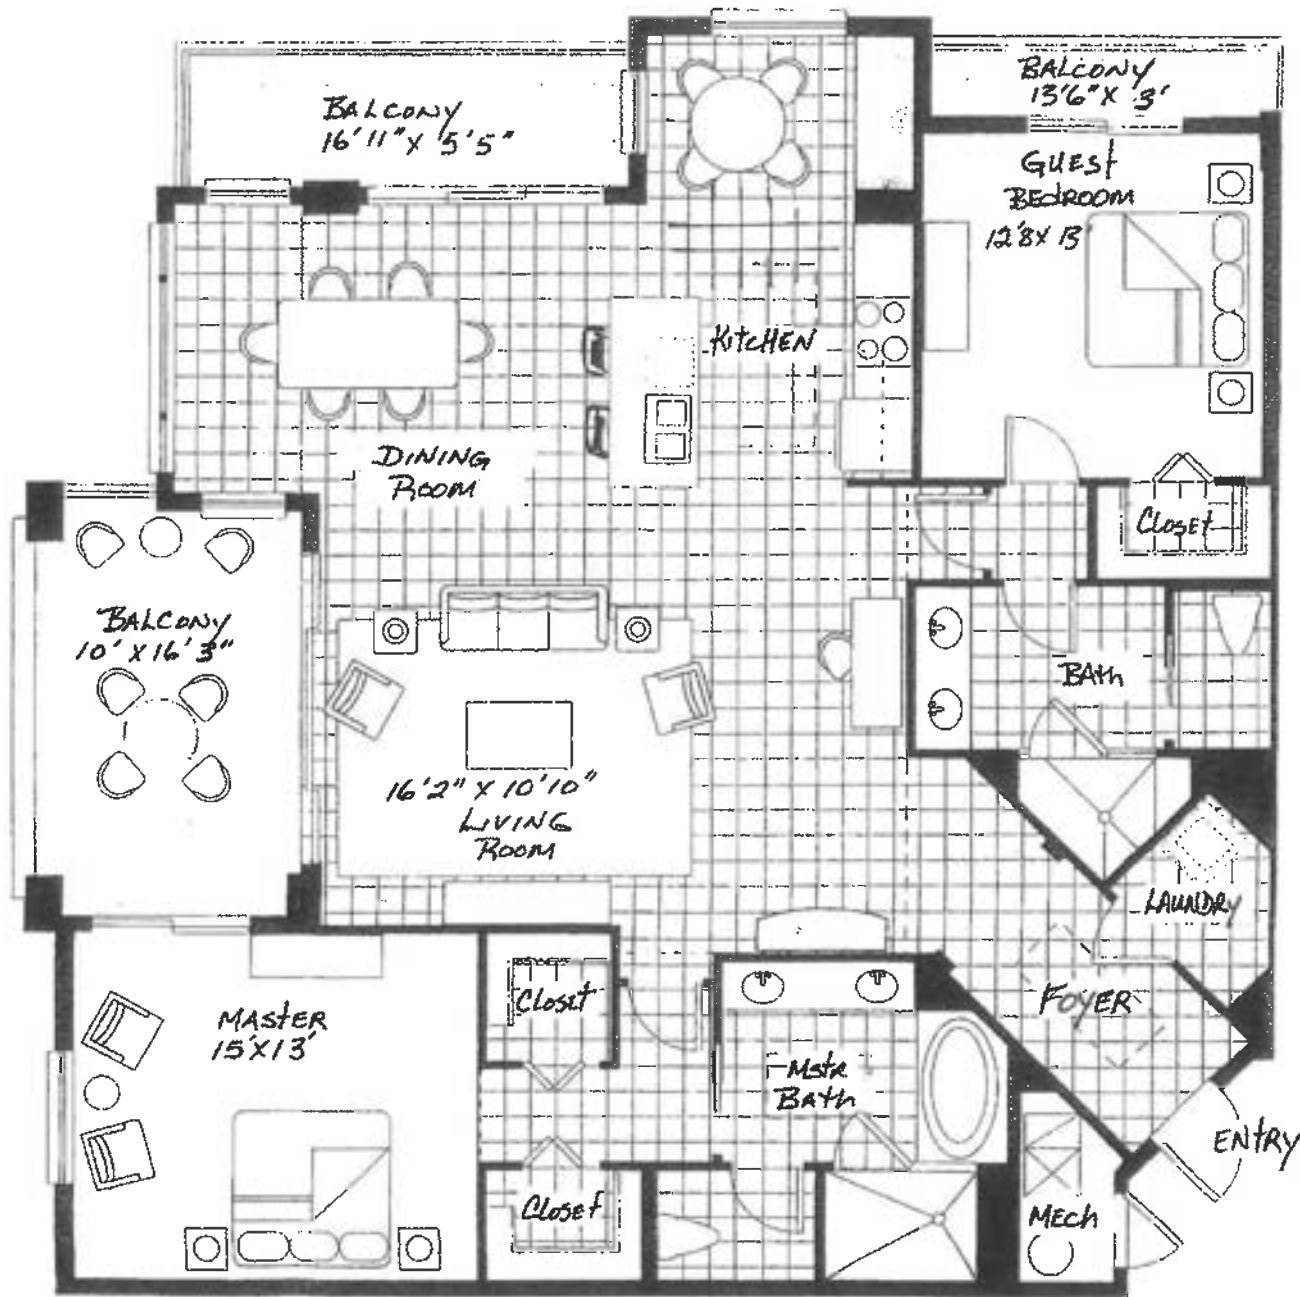 BALCONY
13'6" X 3'
BALCONY
16'11" X 5'5"
GUEST
BEDROOM
12'8 X 13'
KITCHEN
DINING
ROOM
CLOSET
BALCONY
10' X 16'3"
BATH
16'2" X 10'10"
LIVING
ROOM
LAUNDRY
CLOSET
FOYER
MASTER
15' X 13'
MSTR
BATH
ENTRY
CLOSET
MECH